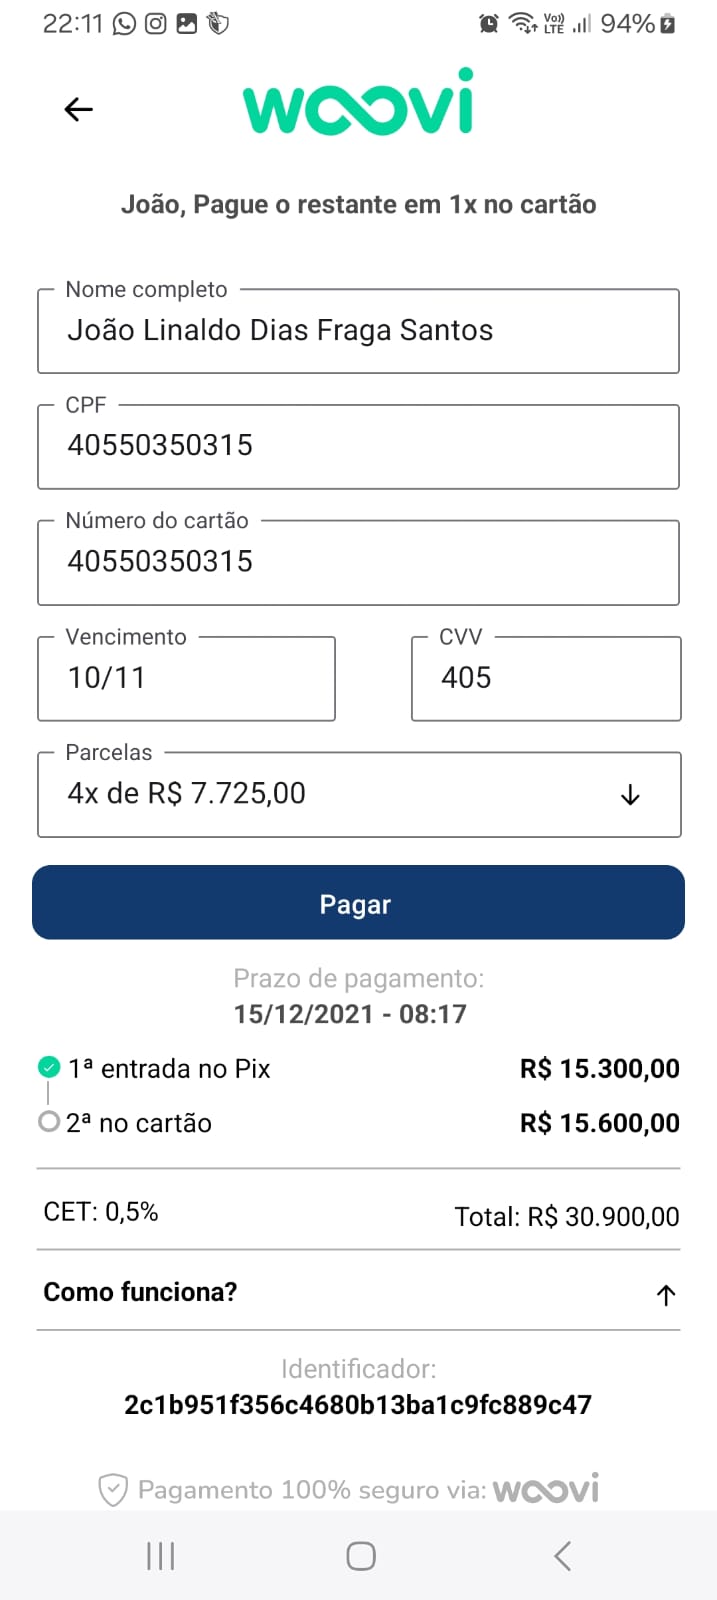 22:11 94%
Vo)) LTE
woovi
João, Pague o restante em 1x no cartão
Nome completo
João Linaldo Dias Fraga Santos
CPF
40550350315
Número do cartão
40550350315
Vencimento CVV
10/11 405
Parcelas
4x de R$ 7.725,00
Pagar
Prazo de pagamento:
15/12/2021 - 08:17
1ª entrada no Pix R$ 15.300,00
2ª no cartão R$ 15.600,00
CET: 0,5% Total: R$ 30.900,00
Como funciona?
Identificador:
2c1b951f356c4680b13ba1c9fc889c47
Pagamento 100% seguro via: woovi